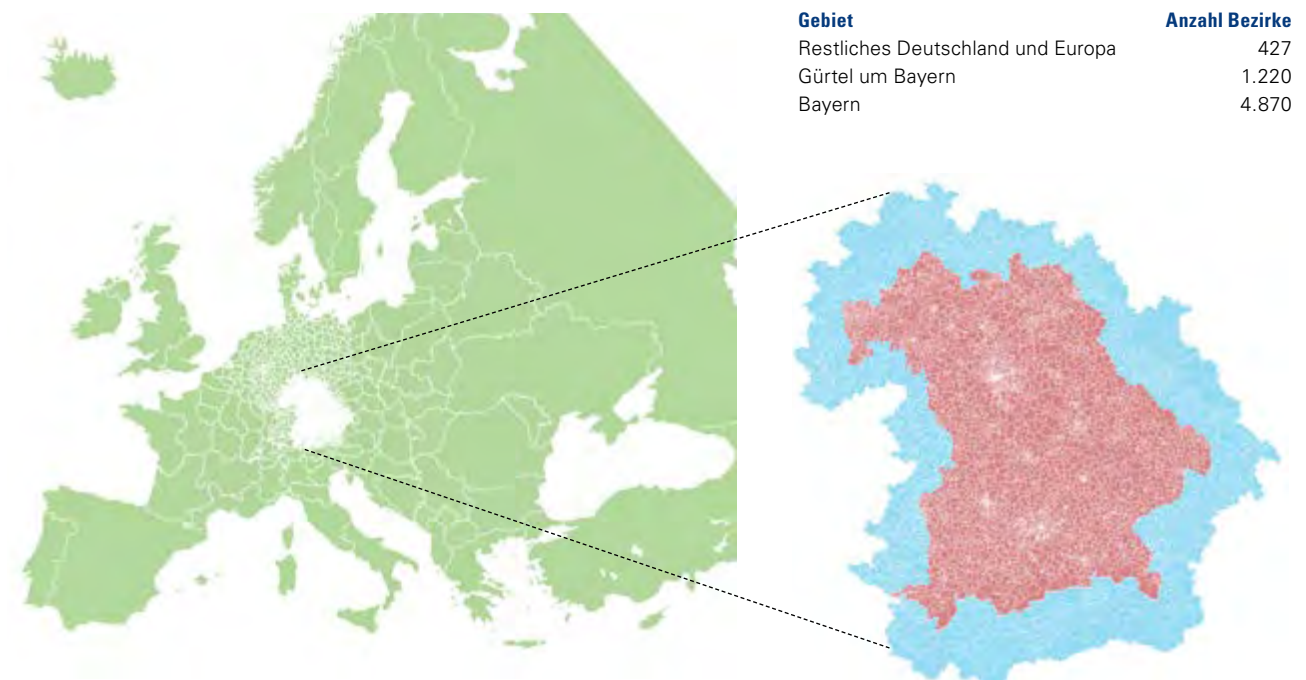 Gebiet Anzahl Bezirke
Restliches Deutschland und Europa 427
Gürtel um Bayern 1.220
Bayern 4.870